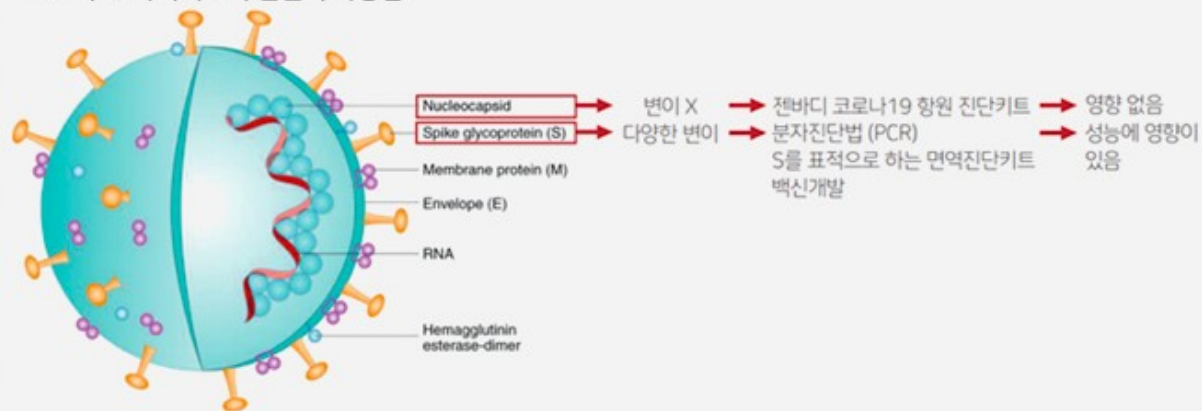 Nucleocapsid 변이 X 젠바디 코로나19 항원 진단키트 영향 없음
Spike glycoprotein (S) 다양한 변이 분자진단법 (PCR) 성능에 영향이
S를 표적으로 하는 면역진단키트 있음
Membrane protein (M) 백신개발
Envelope (E)
RNA
Hemagglutinin
esterase-dimer